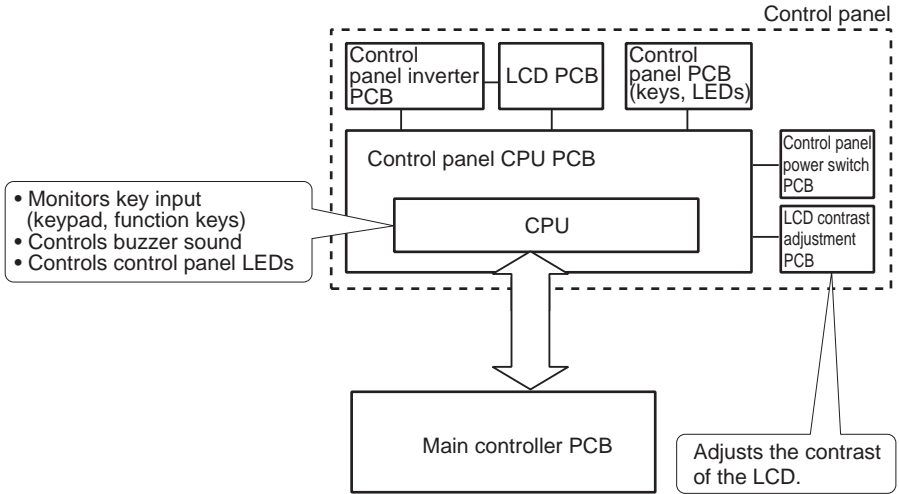 Control panel
Control
panel inverter
PCB
LCD PCB
Control
panel PCB
(keys, LEDs)
Control panel CPU PCB
Control panel
power switch
PCB
• Monitors key input
(keypad, function keys)
• Controls buzzer sound
• Controls control panel LEDs
CPU
LCD contrast
adjustment
PCB
Main controller PCB
Adjusts the contrast
of the LCD.